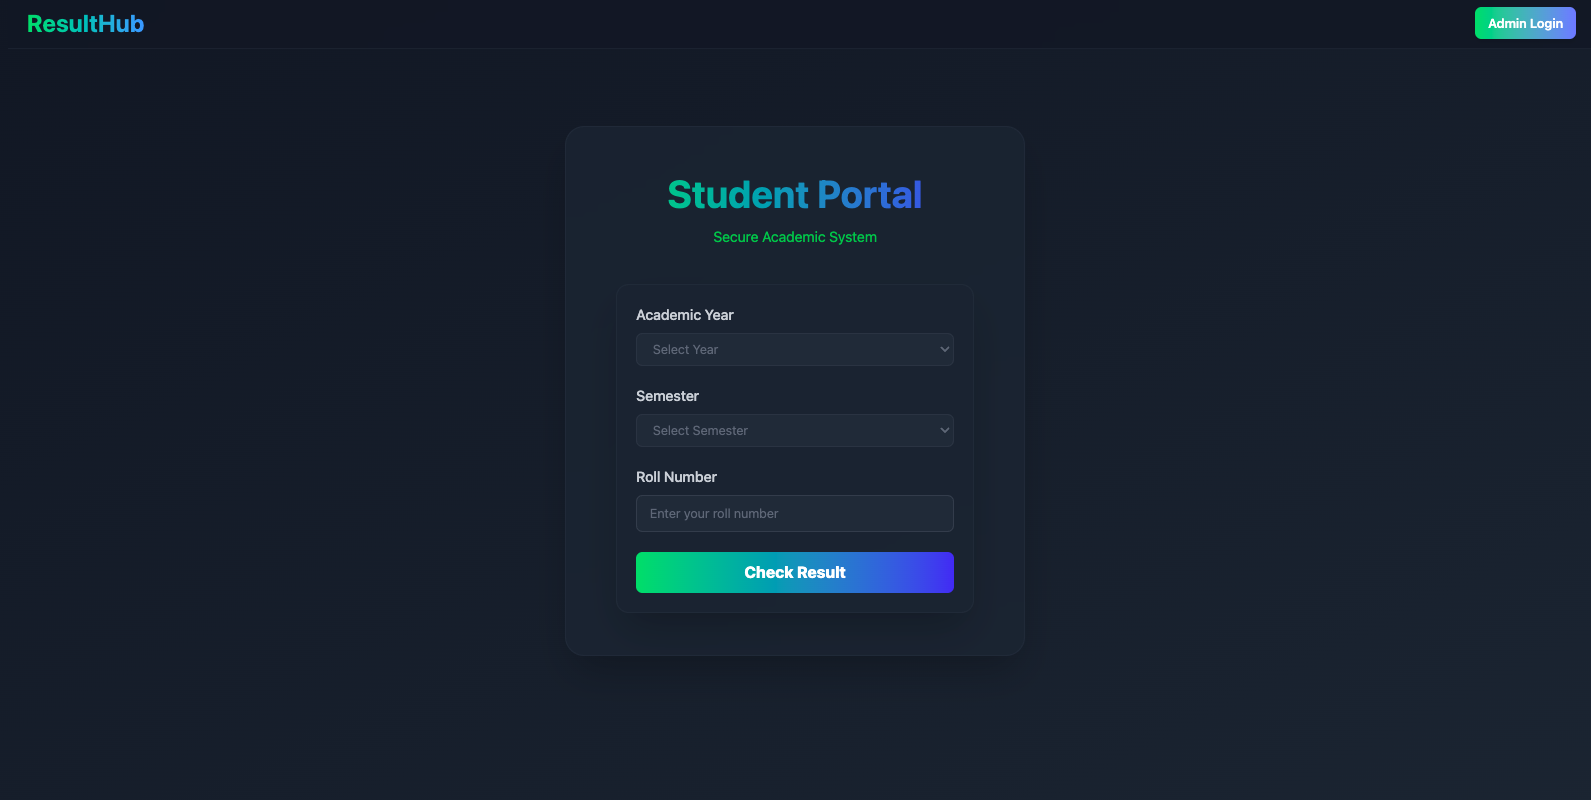 ResultHub
Admin Login
Student Portal
Secure Academic System
Academic Year
Select Year
Semester
Select Semester
Roll Number
Enter your roll number
Check Result